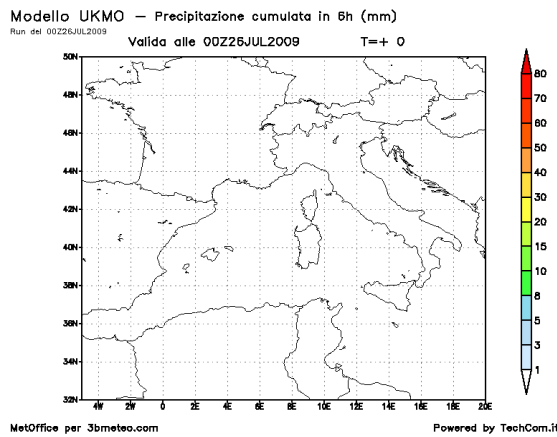 Modello UKMO – Precipitazione cumulata in 6h (mm)
Run del 00Z26JUL2009
Valida alle 00Z26JUL2009 T=+ 0
50N
48N
46N
44N
42N
40N
38N
36N
34N
32N
4W 2W 0 2E 4E 6E 8E 10E 12E 14E 16E 18E 20E
80
70
60
50
40
30
20
15
10
8
5
3
1
MetOffice per 3bmeteo.com Powered by TechCom.it